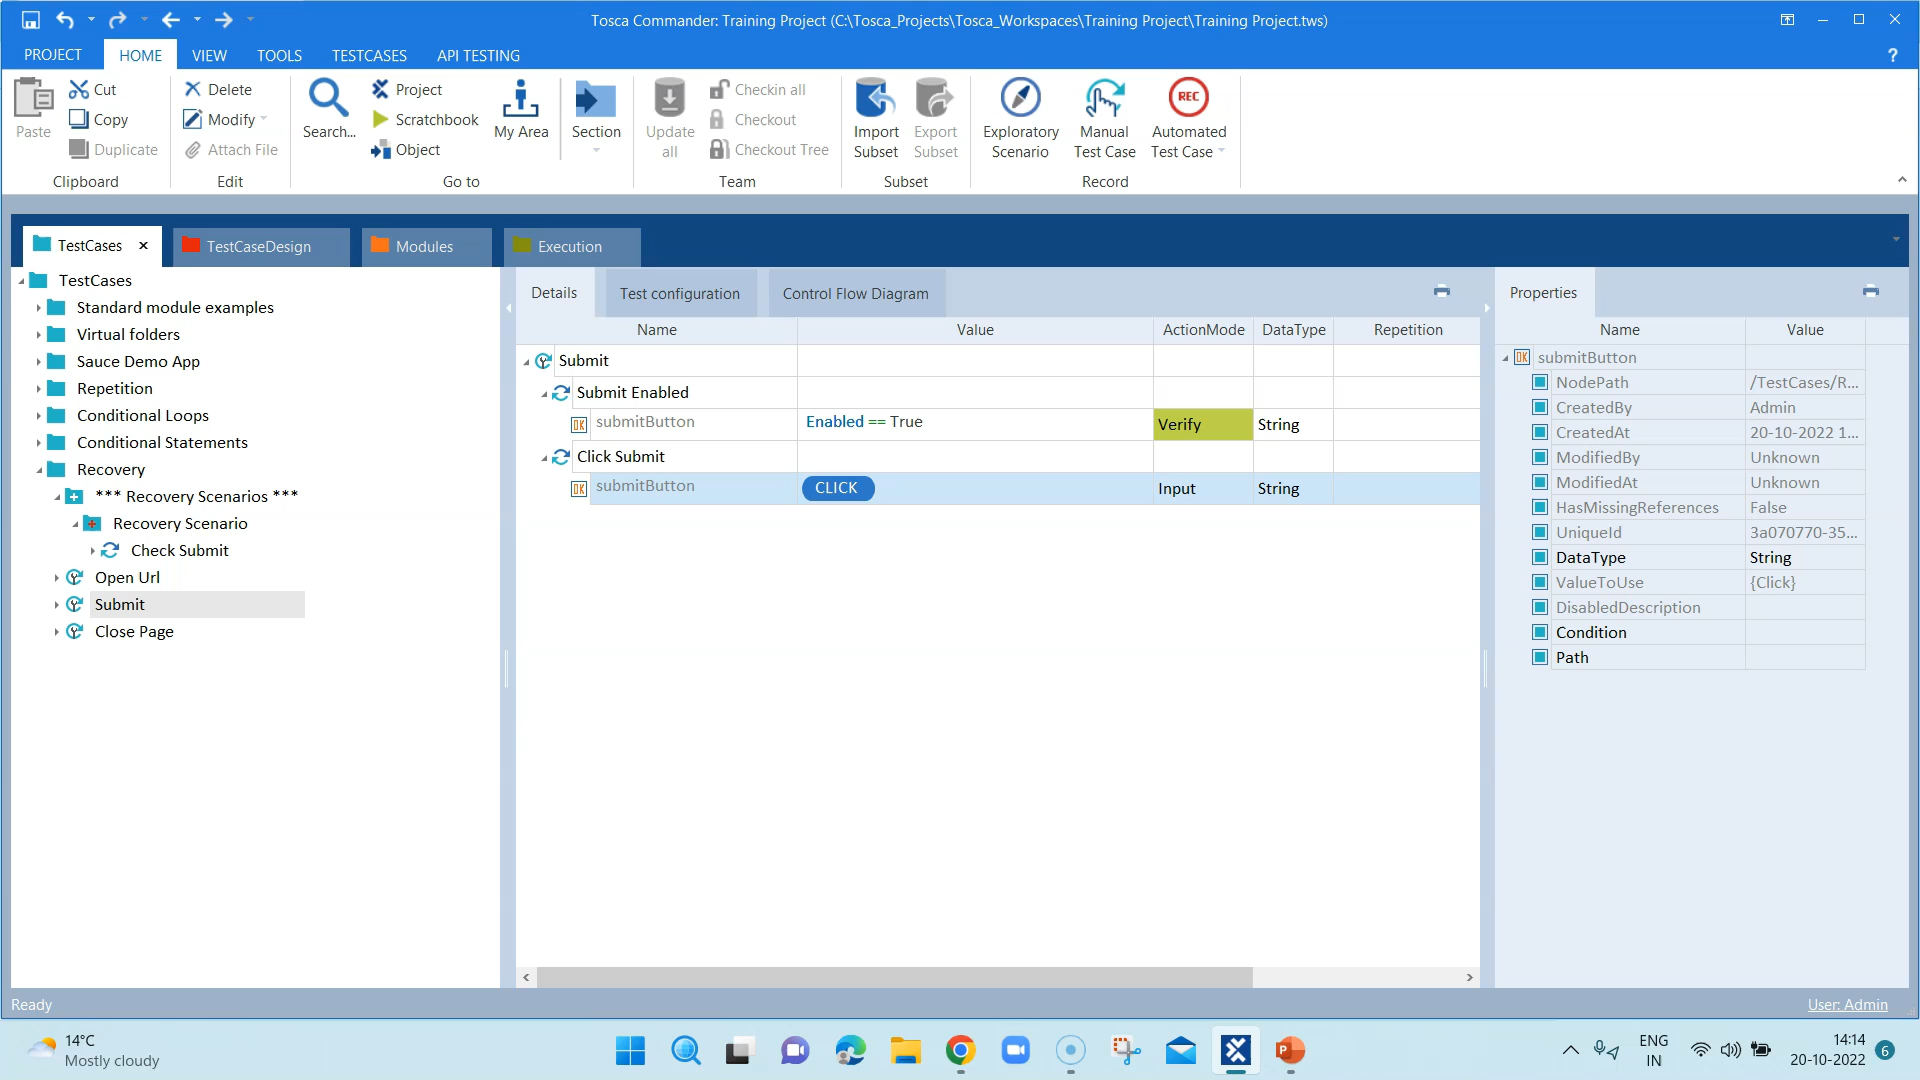 Tosca Commander: Training Project (C:\Tosca_Projects\Tosca_Workspaces\Training Project\Training Project.tws)
PROJECT HOME VIEW TOOLS TESTCASES API TESTING ?
Paste
Cut
Copy
Duplicate
Clipboard
Delete
Modify
Attach File
Edit
Search...
Project
Scratchbook
Object
My Area
Section
Go to
Update
all
Checkin all
Checkout
Checkout Tree
Team
Import
Subset
Export
Subset
Subset
Exploratory
Scenario
Manual
Test Case
REC
Automated
Test Case
Record
TestCases
TestCaseDesign
Modules
Execution
TestCases
Standard module examples
Virtual folders
Sauce Demo App
Repetition
Conditional Loops
Conditional Statements
Recovery
*** Recovery Scenarios ***
Recovery Scenario
Check Submit
Open Url
Submit
Close Page
Details Test configuration Control Flow Diagram
Name Value ActionMode DataType Repetition
Submit
Submit Enabled
OK submitButton Enabled == True Verify String
Click Submit
OK submitButton CLICK Input String
Properties
Name Value
OK submitButton
NodePath /TestCases/R...
CreatedBy Admin
CreatedAt 20-10-2022 1...
ModifiedBy Unknown
ModifiedAt Unknown
HasMissingReferences False
UniqueId 3a070770-35...
DataType String
ValueToUse {Click}
DisabledDescription
Condition
Path
Ready
User: Admin
14°C
Mostly cloudy
P
ENG
IN
14:14
20-10-2022
6